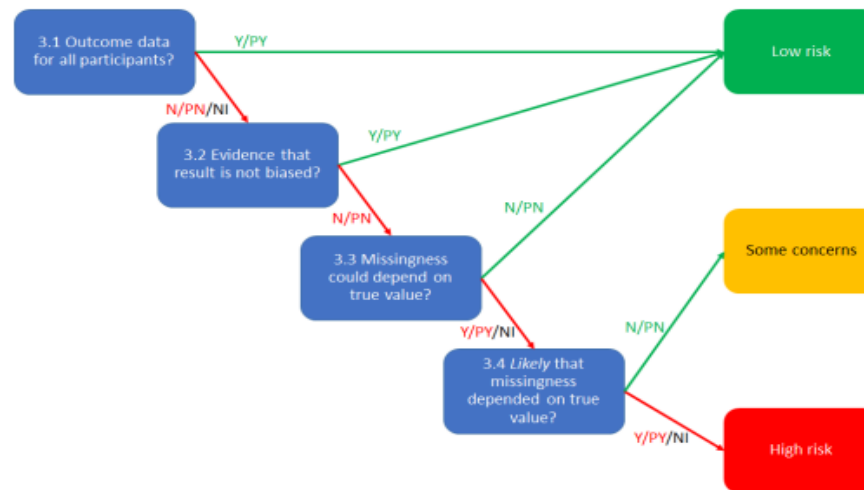 3.1 Outcome data
for all participants?
Y/PY
Low risk
N/PN/NI
3.2 Evidence that
result is not biased?
Y/PY
N/PN
3.3 Missingness
could depend on
true value?
N/PN
Some concerns
Y/PY/NI
3.4 Likely that
missingness
depended on true
value?
N/PN
Y/PY/NI
High risk